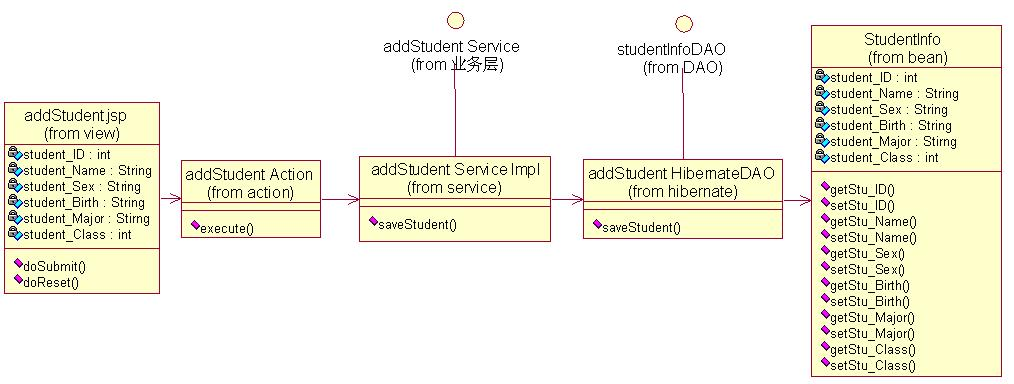 addStudent.jsp
(from view)
student_ID : int
student_Name : String
student_Sex : String
student_Birth : String
student_Major : Stirng
student_Class : int
doSubmit()
doReset()
addStudent Action
(from action)
execute()
addStudent Service
(from 业务层)
addStudent Service Impl
(from service)
saveStudent()
studentInfoDAO
(from DAO)
addStudent HibernateDAO
(from hibernate)
saveStudent()
StudentInfo
(from bean)
student_ID : int
student_Name : String
student_Sex : String
student_Birth : String
student_Major : Stirng
student_Class : int
getStu_ID()
setStu_ID()
getStu_Name()
setStu_Name()
getStu_Sex()
setStu_Sex()
getStu_Birth()
setStu_Birth()
getStu_Major()
setStu_Major()
getStu_Class()
setStu_Class()